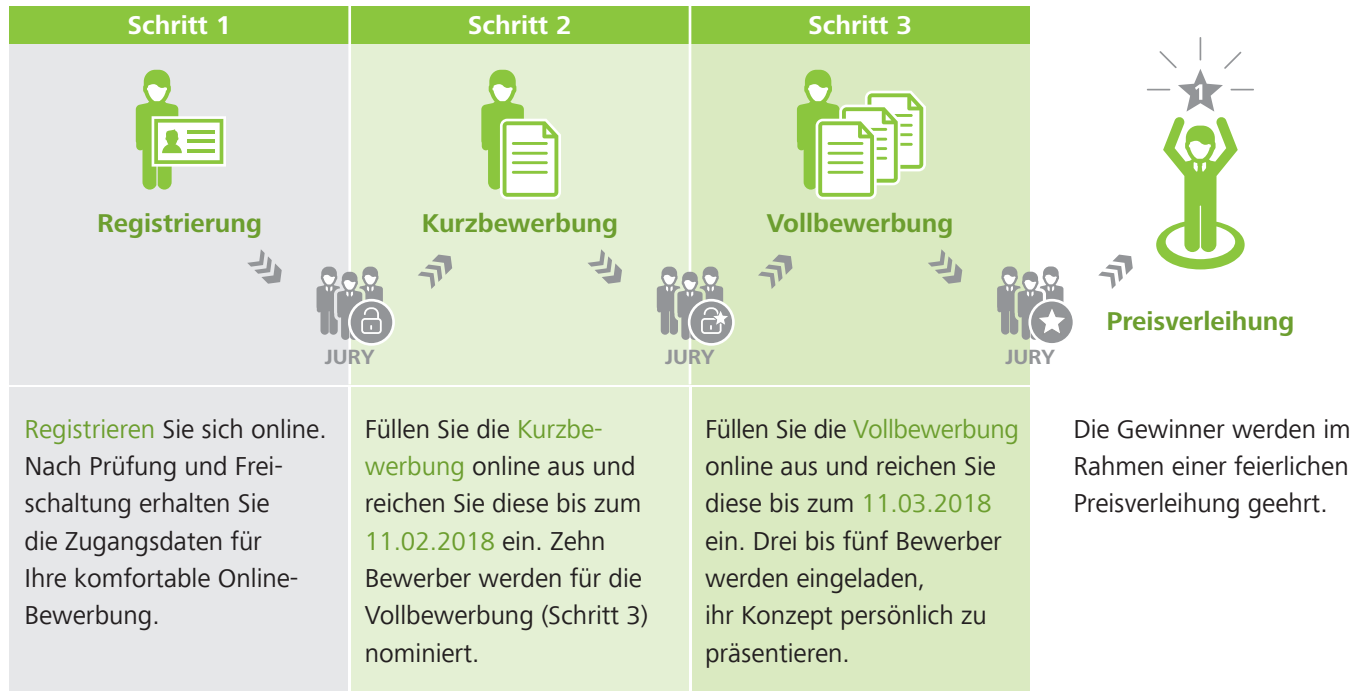 Schritt 1
Schritt 2
Schritt 3
1
Registrierung
Kurzbewerbung
Vollbewerbung
Preisverleihung
JURY
JURY
JURY
Registrieren Sie sich online.
Nach Prüfung und Frei-
schaltung erhalten Sie
die Zugangsdaten für
Ihre komfortable Online-
Bewerbung.
Füllen Sie die Kurzbe-
werbung online aus und
reichen Sie diese bis zum
11.02.2018 ein. Zehn
Bewerber werden für die
Vollbewerbung (Schritt 3)
nominiert.
Füllen Sie die Vollbewerbung
online aus und reichen Sie
diese bis zum 11.03.2018
ein. Drei bis fünf Bewerber
werden eingeladen,
ihr Konzept persönlich zu
präsentieren.
Die Gewinner werden im
Rahmen einer feierlichen
Preisverleihung geehrt.